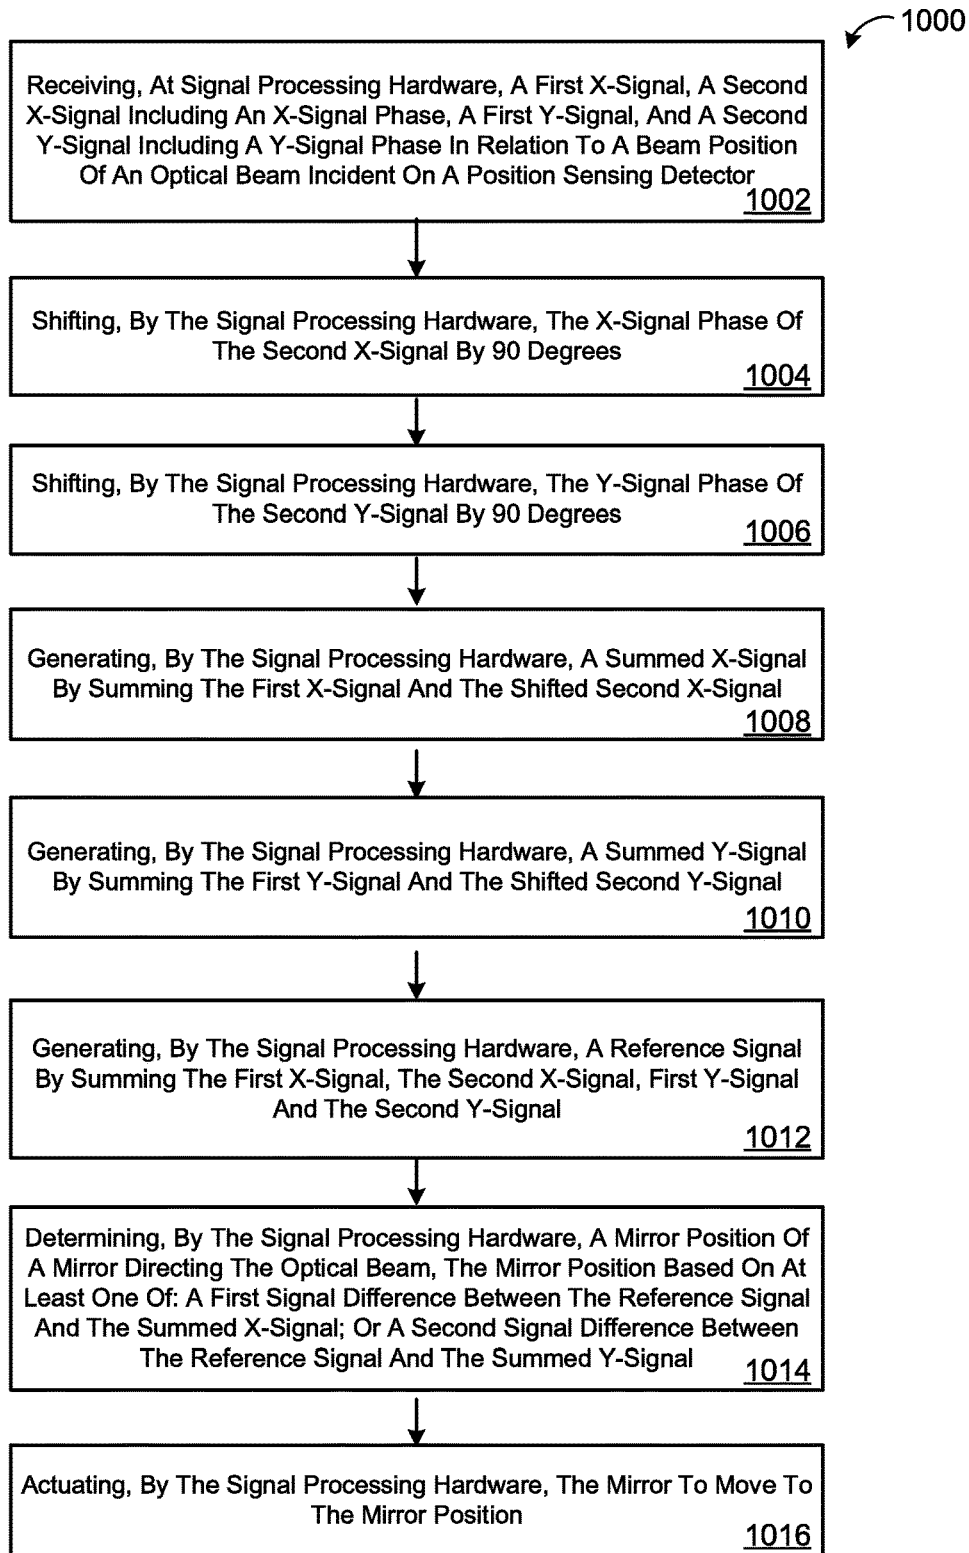 1000
Receiving, At Signal Processing Hardware, A First X-Signal, A Second
X-Signal Including An X-Signal Phase, A First Y-Signal, And A Second
Y-Signal Including A Y-Signal Phase In Relation To A Beam Position
Of An Optical Beam Incident On A Position Sensing Detector
1002
Shifting, By The Signal Processing Hardware, The X-Signal Phase Of
The Second X-Signal By 90 Degrees
1004
Shifting, By The Signal Processing Hardware, The Y-Signal Phase Of
The Second Y-Signal By 90 Degrees
1006
Generating, By The Signal Processing Hardware, A Summed X-Signal
By Summing The First X-Signal And The Shifted Second X-Signal
1008
Generating, By The Signal Processing Hardware, A Summed Y-Signal
By Summing The First Y-Signal And The Shifted Second Y-Signal
1010
Generating, By The Signal Processing Hardware, A Reference Signal
By Summing The First X-Signal, The Second X-Signal, First Y-Signal
And The Second Y-Signal
1012
Determining, By The Signal Processing Hardware, A Mirror Position Of
A Mirror Directing The Optical Beam, The Mirror Position Based On At
Least One Of: A First Signal Difference Between The Reference Signal
And The Summed X-Signal; Or A Second Signal Difference Between
The Reference Signal And The Summed Y-Signal
1014
Actuating, By The Signal Processing Hardware, The Mirror To Move To
The Mirror Position
1016